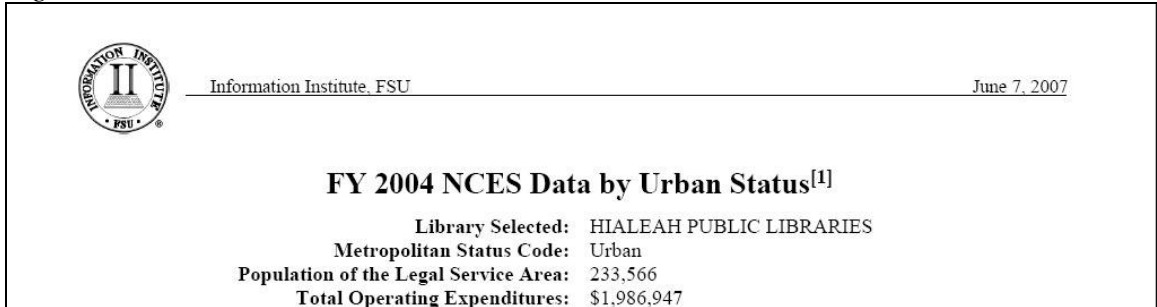 INFORMATION INSTITUTE
II
• FSU • ®
Information Institute, FSU June 7, 2007
FY 2004 NCES Data by Urban Status[1]
Library Selected: HIALEAH PUBLIC LIBRARIES
Metropolitan Status Code: Urban
Population of the Legal Service Area: 233,566
Total Operating Expenditures: $1,986,947